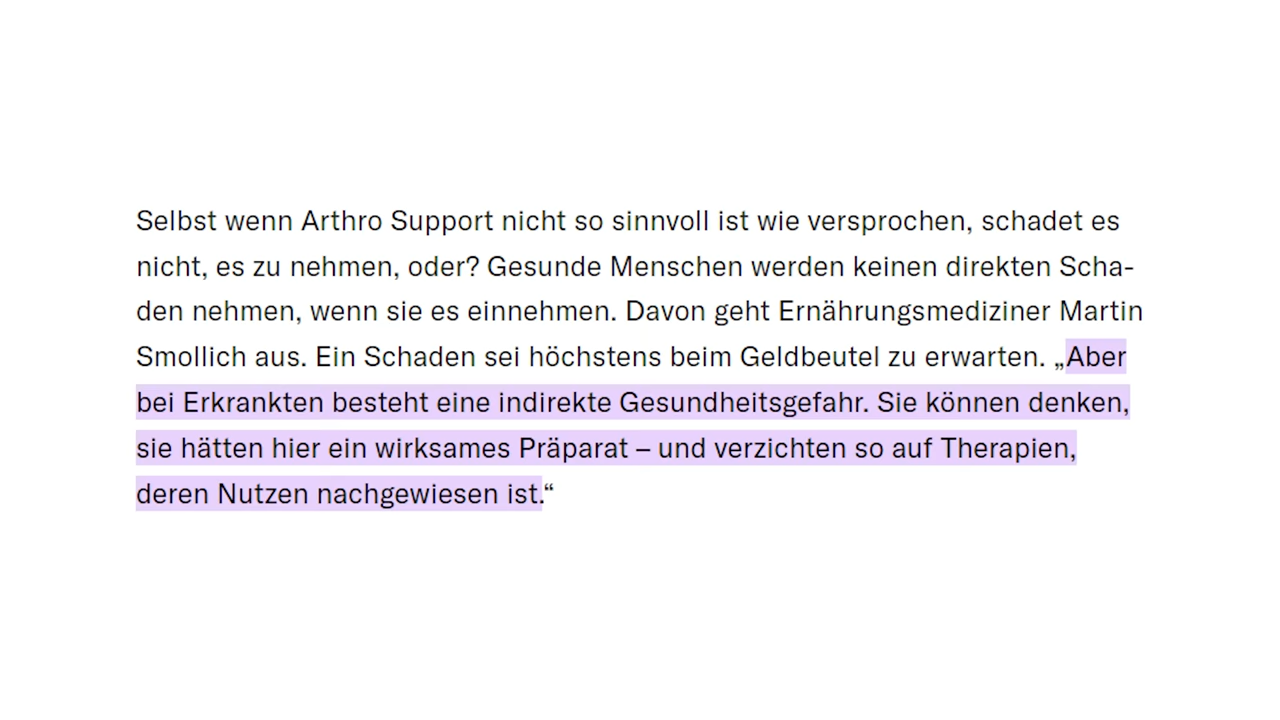 Selbst wenn Arthro Support nicht so sinnvoll ist wie versprochen, schadet es
nicht, es zu nehmen, oder? Gesunde Menschen werden keinen direkten Scha-
den nehmen, wenn sie es einnehmen. Davon geht Ernährungsmediziner Martin
Smollich aus. Ein Schaden sei höchstens beim Geldbeutel zu erwarten. „Aber
bei Erkrankten besteht eine indirekte Gesundheitsgefahr. Sie können denken,
sie hätten hier ein wirksames Präparat – und verzichten so auf Therapien,
deren Nutzen nachgewiesen ist.“